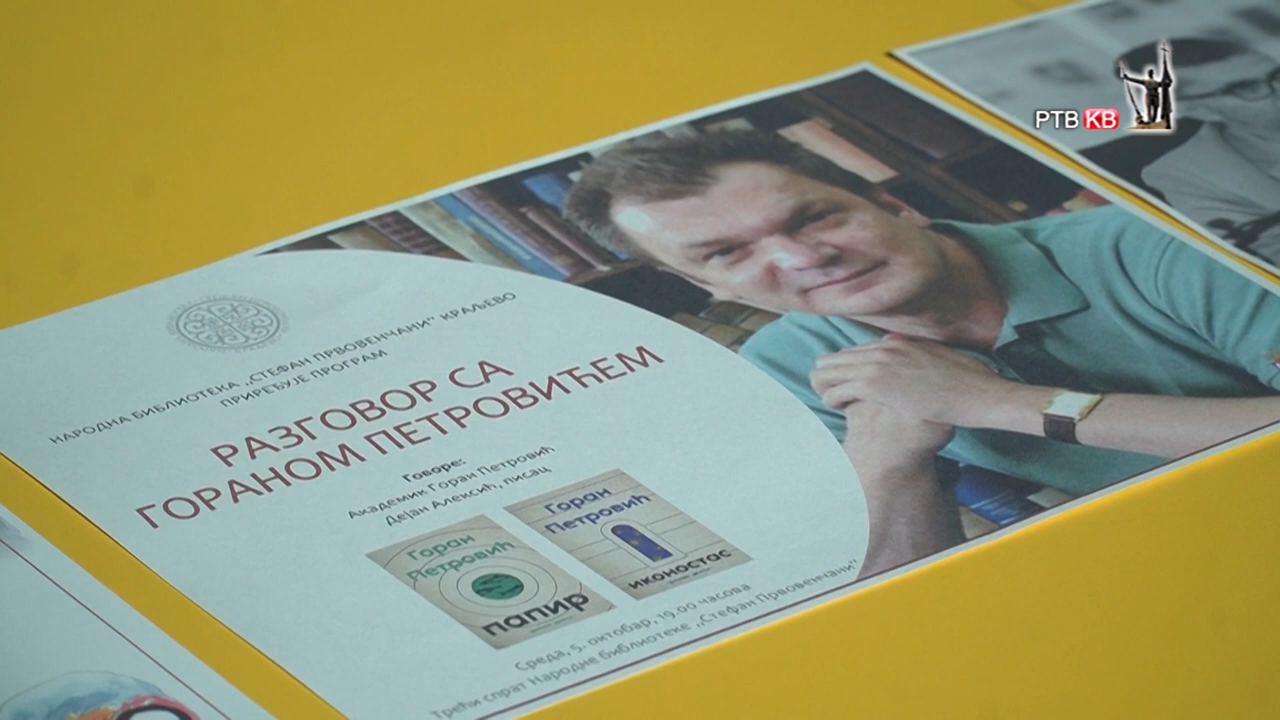 РТВ КВ
НАРОДНА БИБЛИОТЕКА „СТЕФАН ПРВОВЕНЧАНИ“ КРАЉЕВО
ПРИРЕЂУЈЕ ПРОГРАМ
РАЗГОВОР СА
ГОРАНОМ ПЕТРОВИЋЕМ
Говоре:
Академик Горан Петровић
Дејан Алексић, писац
Горан
Петровић
папир
Горан
Петровић
иконостас
Среда, 5. октобар, 19.00 часова
Трећи спрат Народне библиотеке „Стефан Првовенчани“